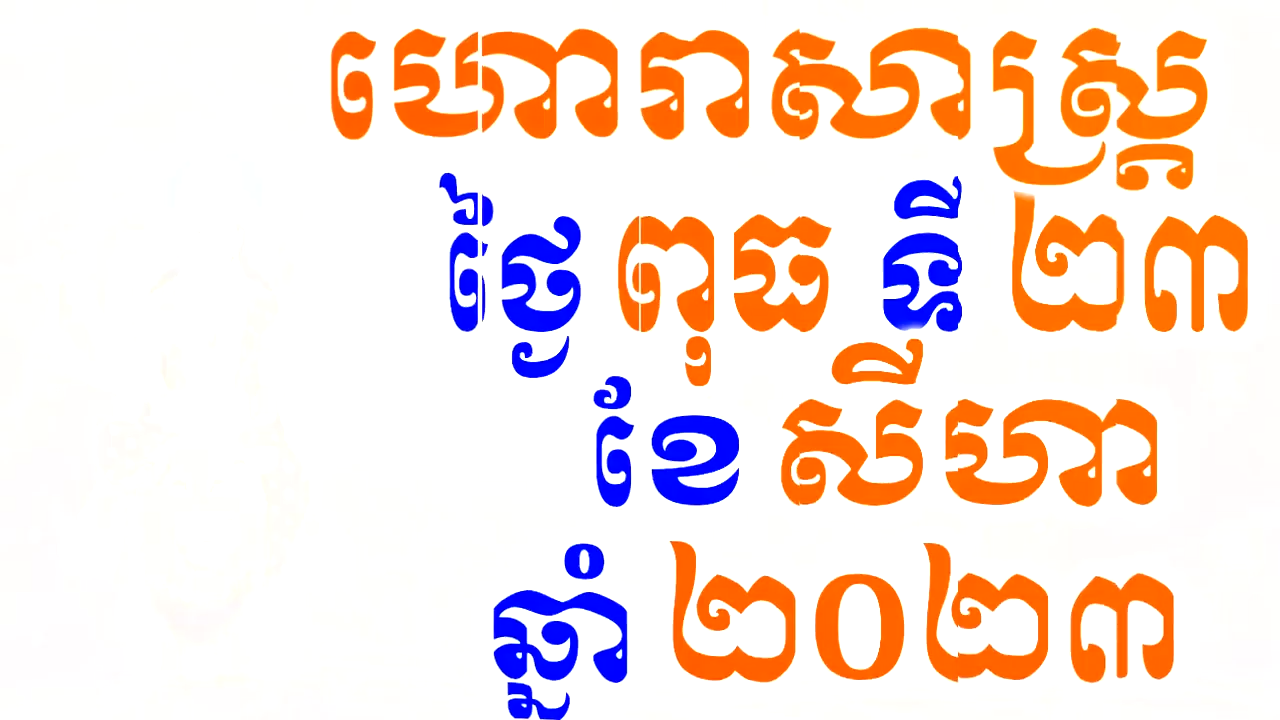 ហោរាសាស្ត្រ
ថ្ងៃ ពុធ ទី ២៣
ខែ សីហា
ឆ្នាំ ២០២៣